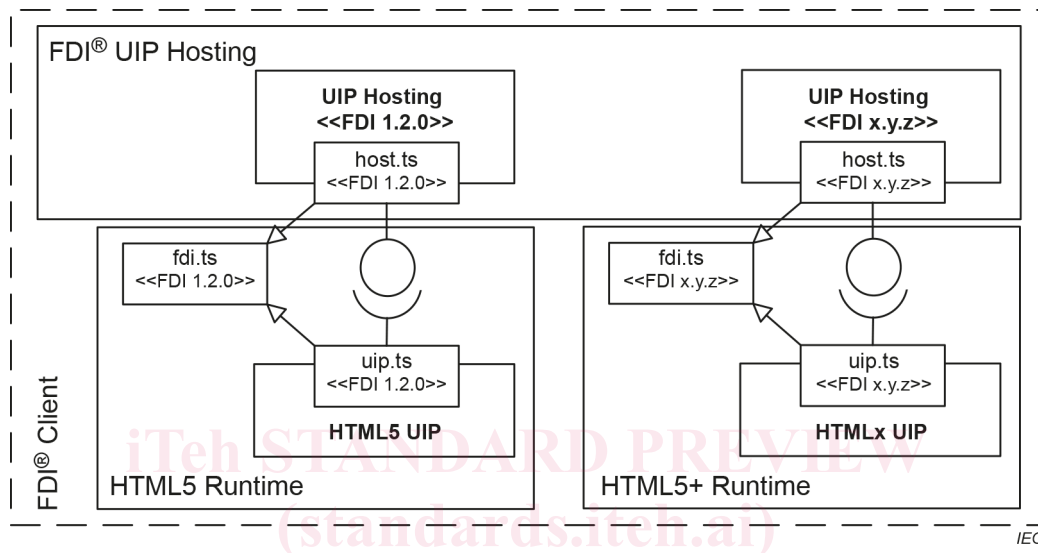 FDI® UIP Hosting
UIP Hosting
<<FDI 1.2.0>>
host.ts
<<FDI 1.2.0>>
UIP Hosting
<<FDI x.y.z>>
host.ts
<<FDI x.y.z>>
fdi.ts
<<FDI 1.2.0>>
uip.ts
<<FDI 1.2.0>>
HTML5 UIP
HTML5 Runtime
fdi.ts
<<FDI x.y.z>>
uip.ts
<<FDI x.y.z>>
HTMLx UIP
HTML5+ Runtime
FDI® Client
iTeh STANDARD PREVIEW
(standards.iteh.ai)
IEC